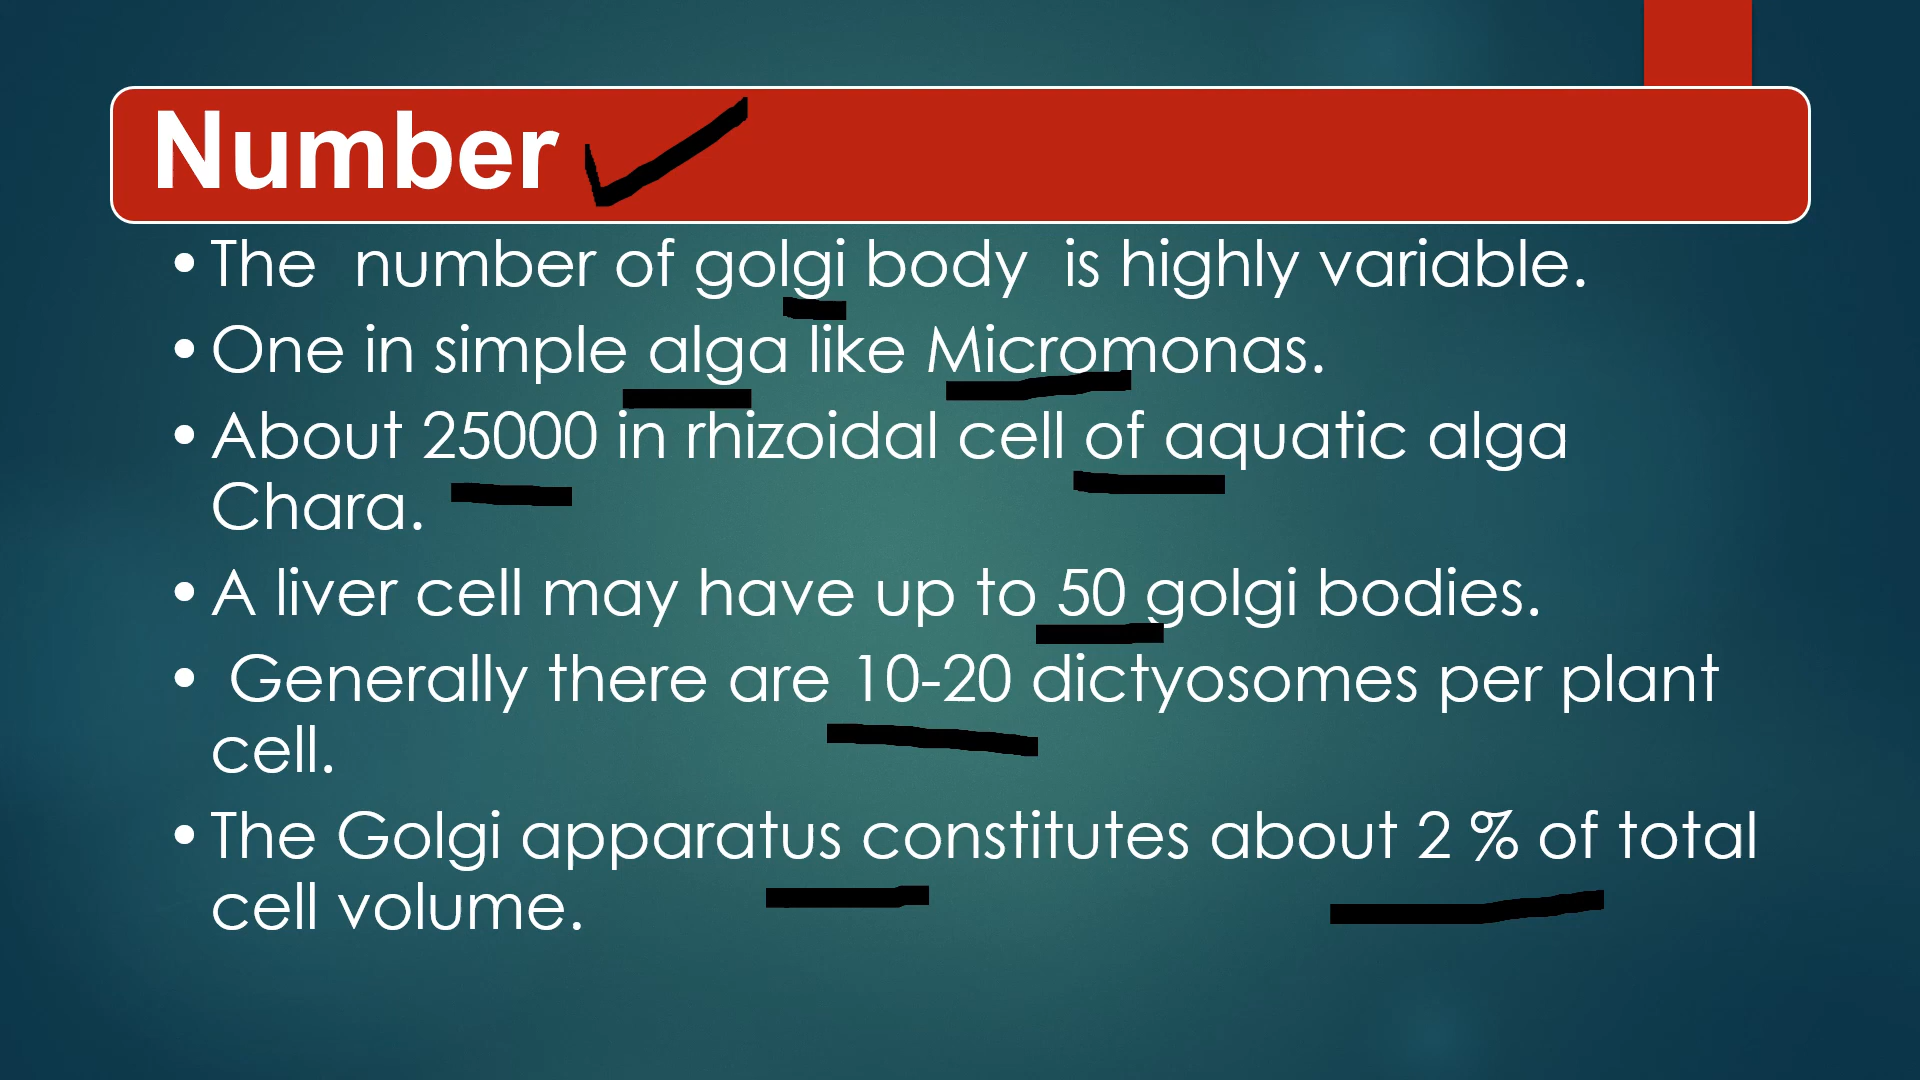 Number
• The number of golgi body is highly variable.
• One in simple alga like Micromonas.
• About 25000 in rhizoidal cell of aquatic alga
Chara.
• A liver cell may have up to 50 golgi bodies.
• Generally there are 10-20 dictyosomes per plant
cell.
• The Golgi apparatus constitutes about 2 % of total
cell volume.